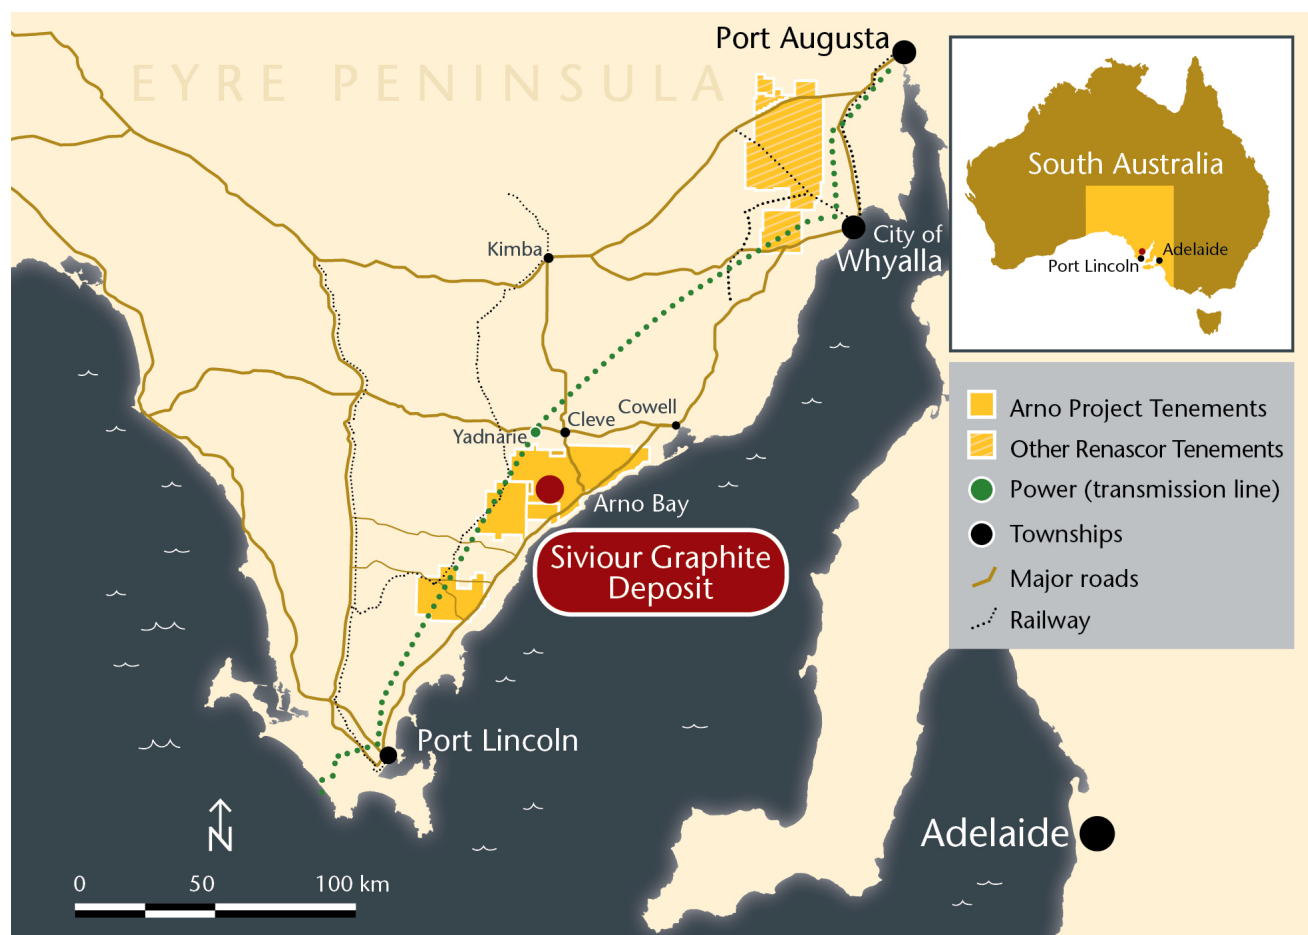 EYRE PENINSULA
Port Augusta
South Australia
Adelaide
Port Lincoln
City of
Whyalla
Kimba
Cowell
Cleve
Yadnarie
Arno Bay
Siviour Graphite
Deposit
Arno Project Tenements
Other Renascor Tenements
Power (transmission line)
Townships
Major roads
Railway
Port Lincoln
Adelaide
N
0 50 100 km